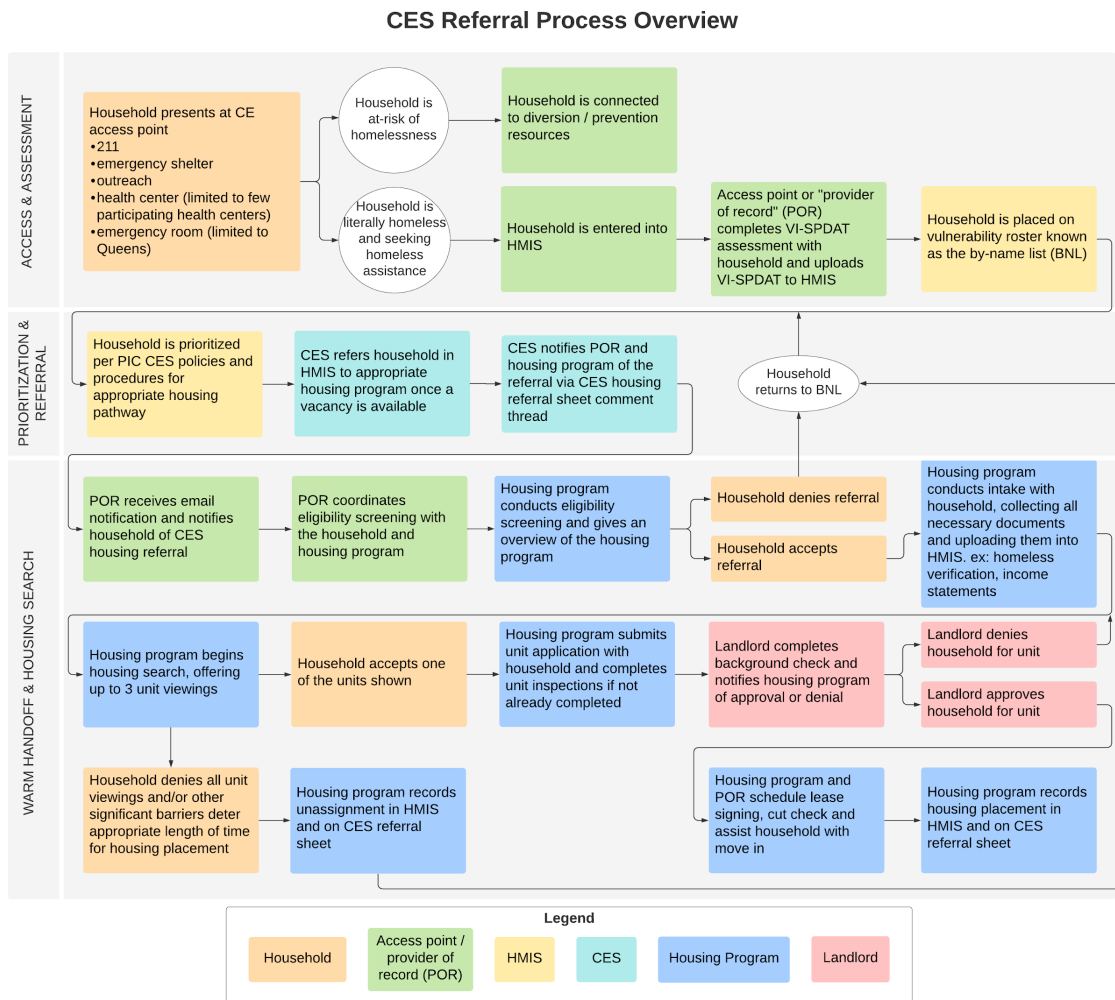 CES Referral Process Overview
ACCESS & ASSESSMENT
Household presents at CE
access point
•211
•emergency shelter
•outreach
•health center (limited to few
participating health centers)
•emergency room (limited to
Queens)
Household is
at-risk of
homelessness
Household is connected
to diversion / prevention
resources
Household is
literally homeless
and seeking
homeless
assistance
Household is entered into
HMIS
Access point or "provider
of record" (POR)
completes VI-SPDAT
assessment with
household and uploads
VI-SPDAT to HMIS
Household is placed on
vulnerability roster known
as the by-name list (BNL)
PRIORITIZATION &
REFERRAL
Household is prioritized
per PIC CES policies and
procedures for
appropriate housing
pathway
CES refers household in
HMIS to appropriate
housing program once a
vacancy is available
CES notifies POR and
housing program of the
referral via CES housing
referral sheet comment
thread
Household
returns to BNL
WARM HANDOFF & HOUSING SEARCH
POR receives email
notification and notifies
household of CES
housing referral
POR coordinates
eligibility screening with
the household and
housing program
Housing program
conducts eligibility
screening and gives an
overview of the housing
program
Household denies referral
Household accepts
referral
Housing program
conducts intake with
household, collecting all
necessary documents
and uploading them into
HMIS. ex: homeless
verification, income
statements
Housing program begins
housing search, offering
up to 3 unit viewings
Household accepts one
of the units shown
Housing program submits
unit application with
household and completes
unit inspections if not
already completed
Landlord completes
background check and
notifies housing program
of approval or denial
Landlord denies
household for unit
Landlord approves
household for unit
Household denies all unit
viewings and/or other
significant barriers deter
appropriate length of time
for housing placement
Housing program records
unassignment in HMIS
and on CES referral
sheet
Housing program and
POR schedule lease
signing, cut check and
assist household with
move in
Housing program records
housing placement in
HMIS and on CES
referral sheet
Legend
Household
Access point /
provider of
record (POR)
HMIS
CES
Housing Program
Landlord